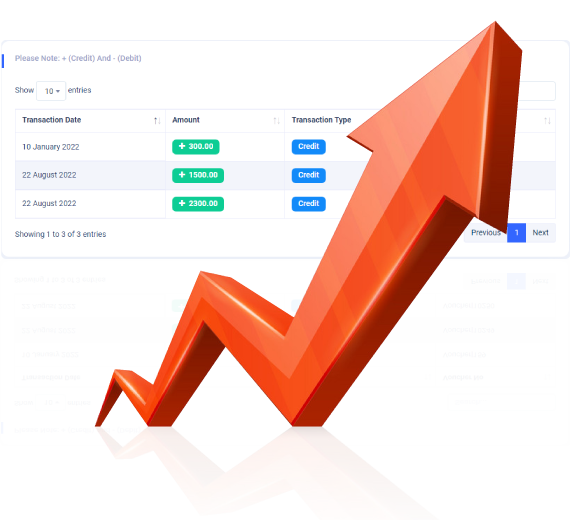 Please Note: + (Credit) And - (Debit)
Show 10 entries
Transaction Date Amount Transaction Type
10 January 2022 + 300.00 Credit
22 August 2022 + 1500.00 Credit
22 August 2022 + 2300.00 Credit
Showing 1 to 3 of 3 entries Previous 1 Next